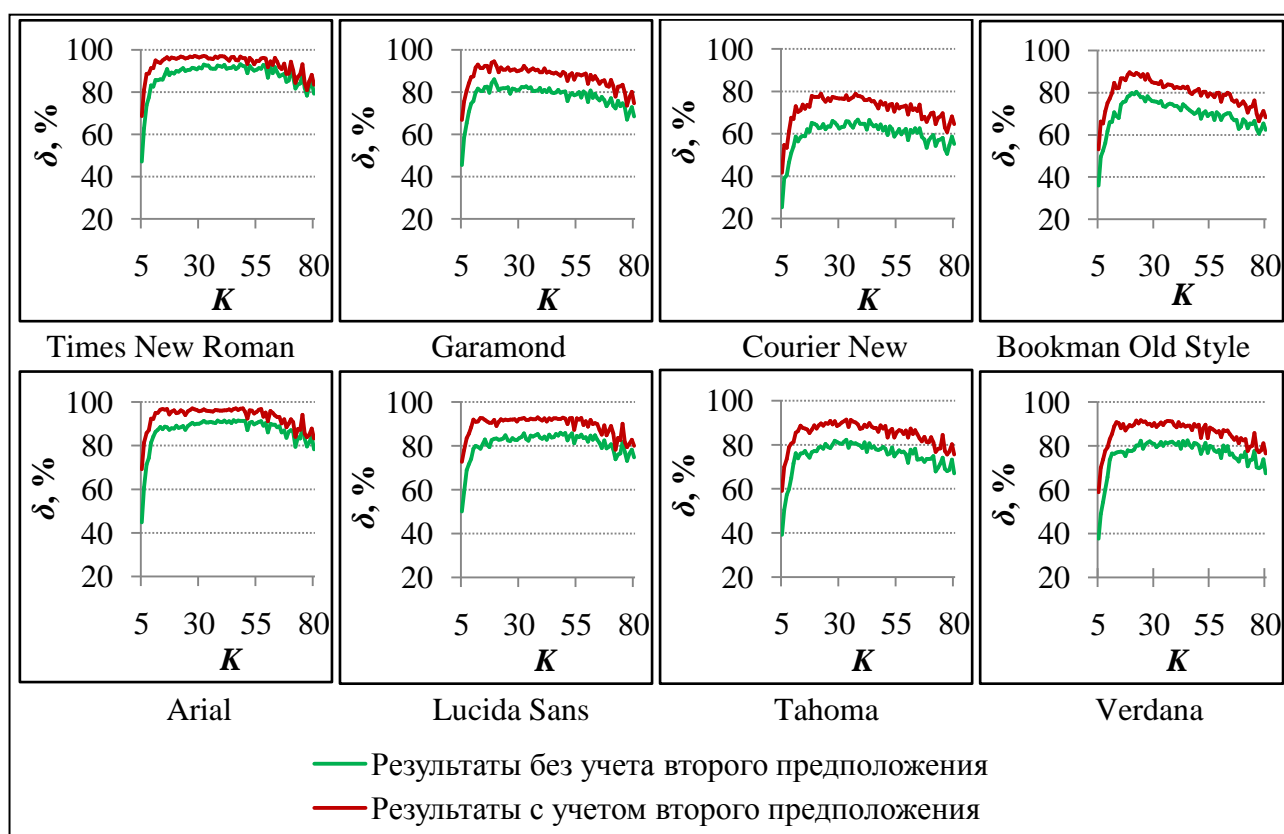 100
80
60
40
20
δ, %
5 30 55 80
K
Times New Roman
100
80
60
40
20
δ, %
5 30 55 80
K
Garamond
100
80
60
40
20
δ, %
5 30 55 80
K
Courier New
100
80
60
40
20
δ, %
5 30 55 80
K
Bookman Old Style
100
80
60
40
20
δ, %
5 30 55 80
K
Arial
100
80
60
40
20
δ, %
5 30 55 80
K
Lucida Sans
100
80
60
40
20
δ, %
5 30 55 80
K
Tahoma
100
80
60
40
20
δ, %
5 30 55 80
K
Verdana
Результаты без учета второго предположения
Результаты с учетом второго предположения